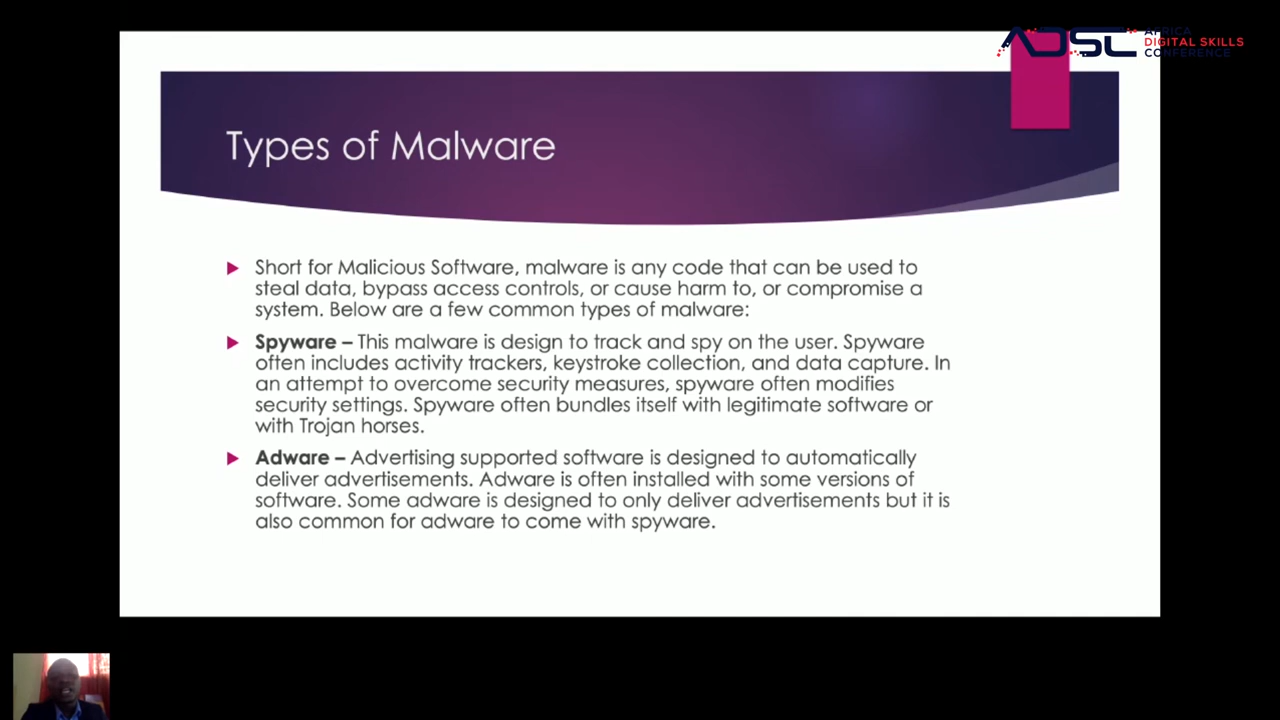 AFRICA
ADSC DIGITAL SKILLS
CONFERENCE
Types of Malware
Short for Malicious Software, malware is any code that can be used to
steal data, bypass access controls, or cause harm to, or compromise a
system. Below are a few common types of malware:
Spyware – This malware is design to track and spy on the user. Spyware
often includes activity trackers, keystroke collection, and data capture. In
an attempt to overcome security measures, spyware often modifies
security settings. Spyware often bundles itself with legitimate software or
with Trojan horses.
Adware – Advertising supported software is designed to automatically
deliver advertisements. Adware is often installed with some versions of
software. Some adware is designed to only deliver advertisements but it is
also common for adware to come with spyware.